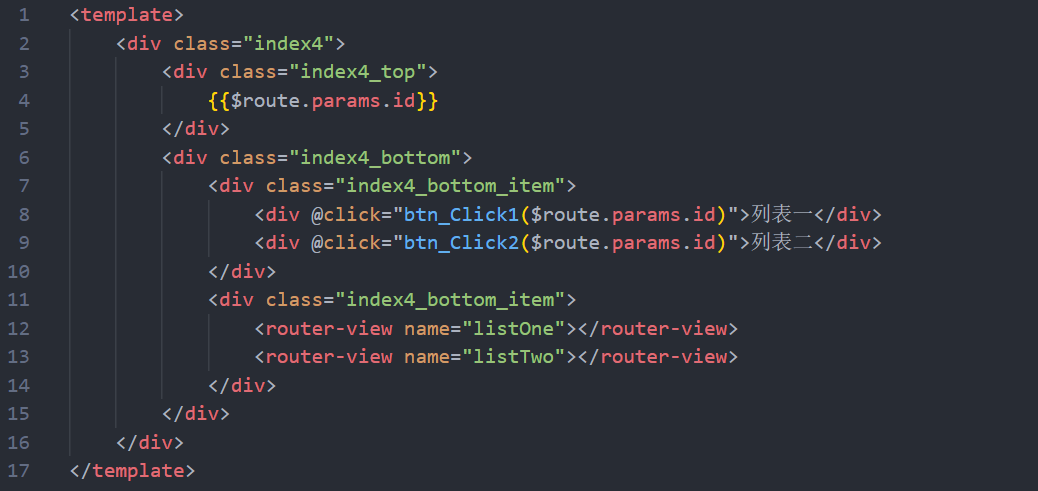 1 <template>
2 <div class="index4">
3 <div class="index4_top">
4 {{$route.params.id}}
5 </div>
6 <div class="index4_bottom">
7 <div class="index4_bottom_item">
8 <div @click="btn_Click1($route.params.id)">列表一</div>
9 <div @click="btn_Click2($route.params.id)">列表二</div>
10 </div>
11 <div class="index4_bottom_item">
12 <router-view name="listOne"></router-view>
13 <router-view name="listTwo"></router-view>
14 </div>
15 </div>
16 </div>
17 </template>